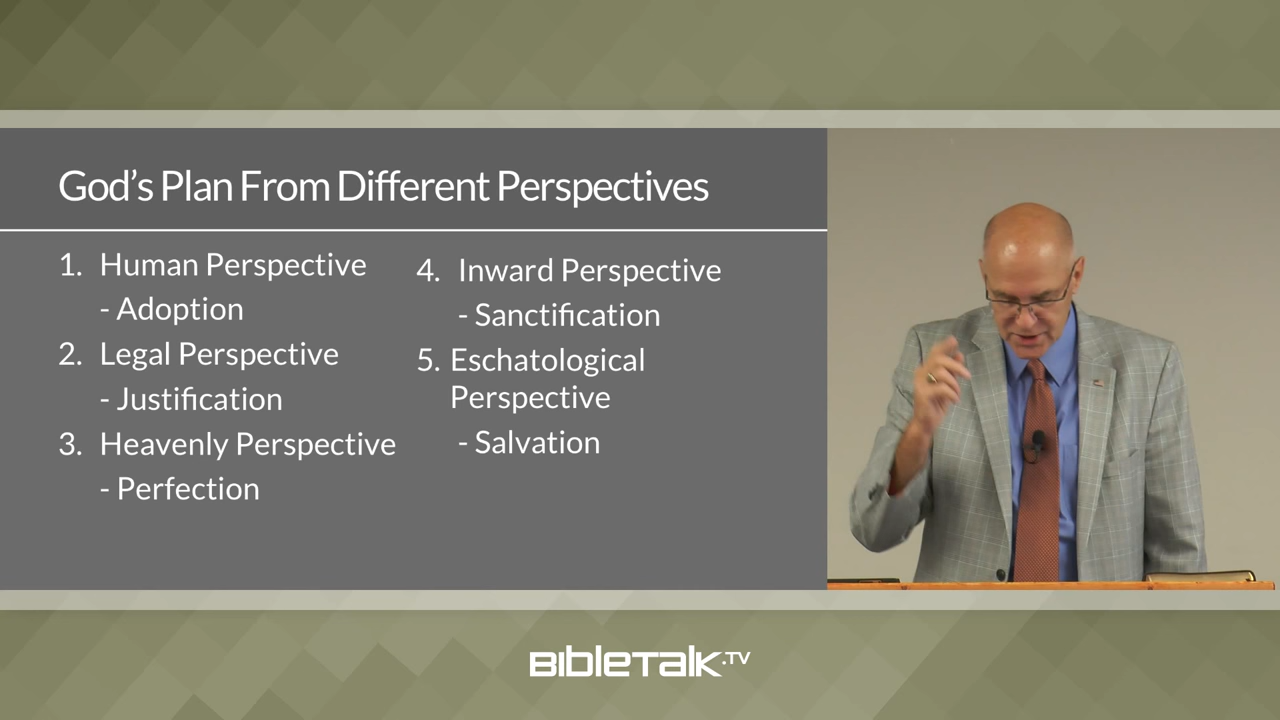 God's Plan From Different Perspectives
1. Human Perspective
- Adoption
2. Legal Perspective
- Justification
3. Heavenly Perspective
- Perfection
4. Inward Perspective
- Sanctification
5. Eschatological
Perspective
- Salvation
BibleTalk.TV